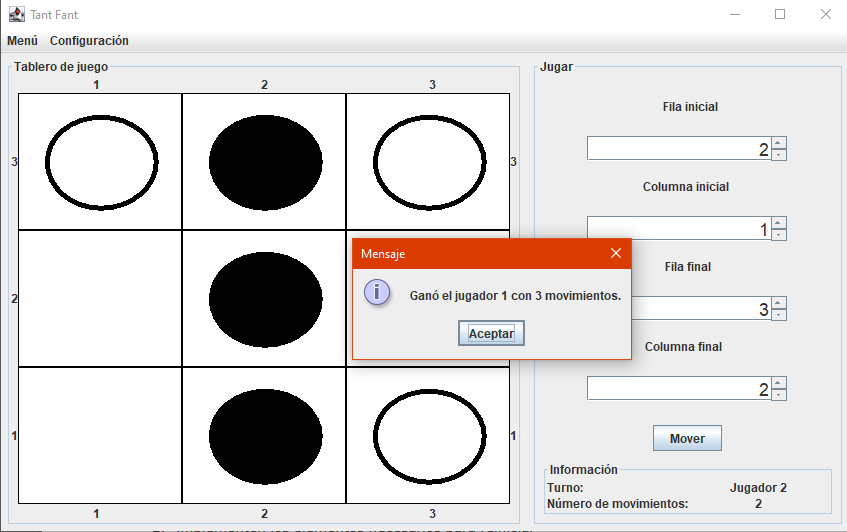 Tant Fant
Menú Configuración
Tablero de juego
1 2 3
3 3
2
1 1
1 2 3
Jugar
Fila inicial
2
Columna inicial
1
Fila final
3
Columna final
2
Mover
Información
Turno: Jugador 2
Número de movimientos: 2
Mensaje
Ganó el jugador 1 con 3 movimientos.
Aceptar